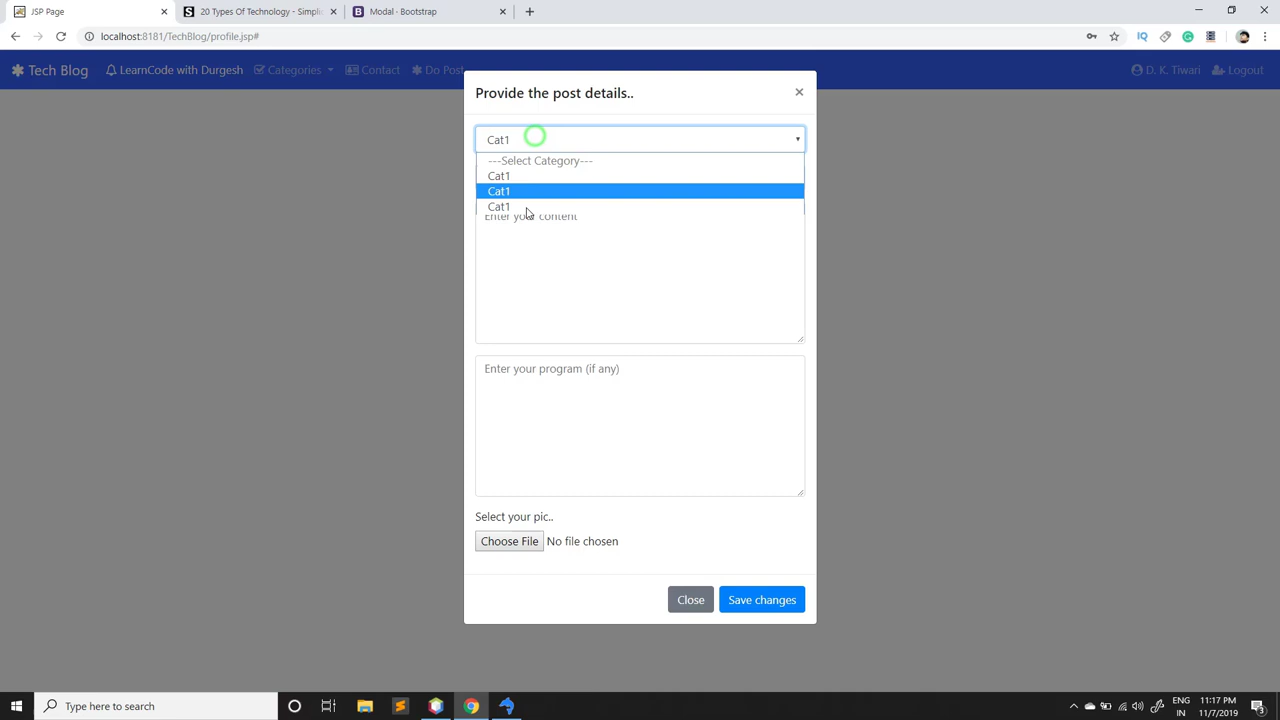 JSP Page
20 Types Of Technology - Simple
Modal · Bootstrap
localhost:8181/TechBlog/profile.jsp#
Tech Blog
LearnCode with Durgesh
Categories
Contact
Do Post
D. K. Tiwari
Logout
Provide the post details..
×
Cat1
---Select Category---
Cat1
Cat1
Cat1
Enter your content
Enter your program (if any)
Select your pic..
Choose File No file chosen
Close
Save changes
Type here to search
ENG
IN
11:17 PM
11/7/2019
3